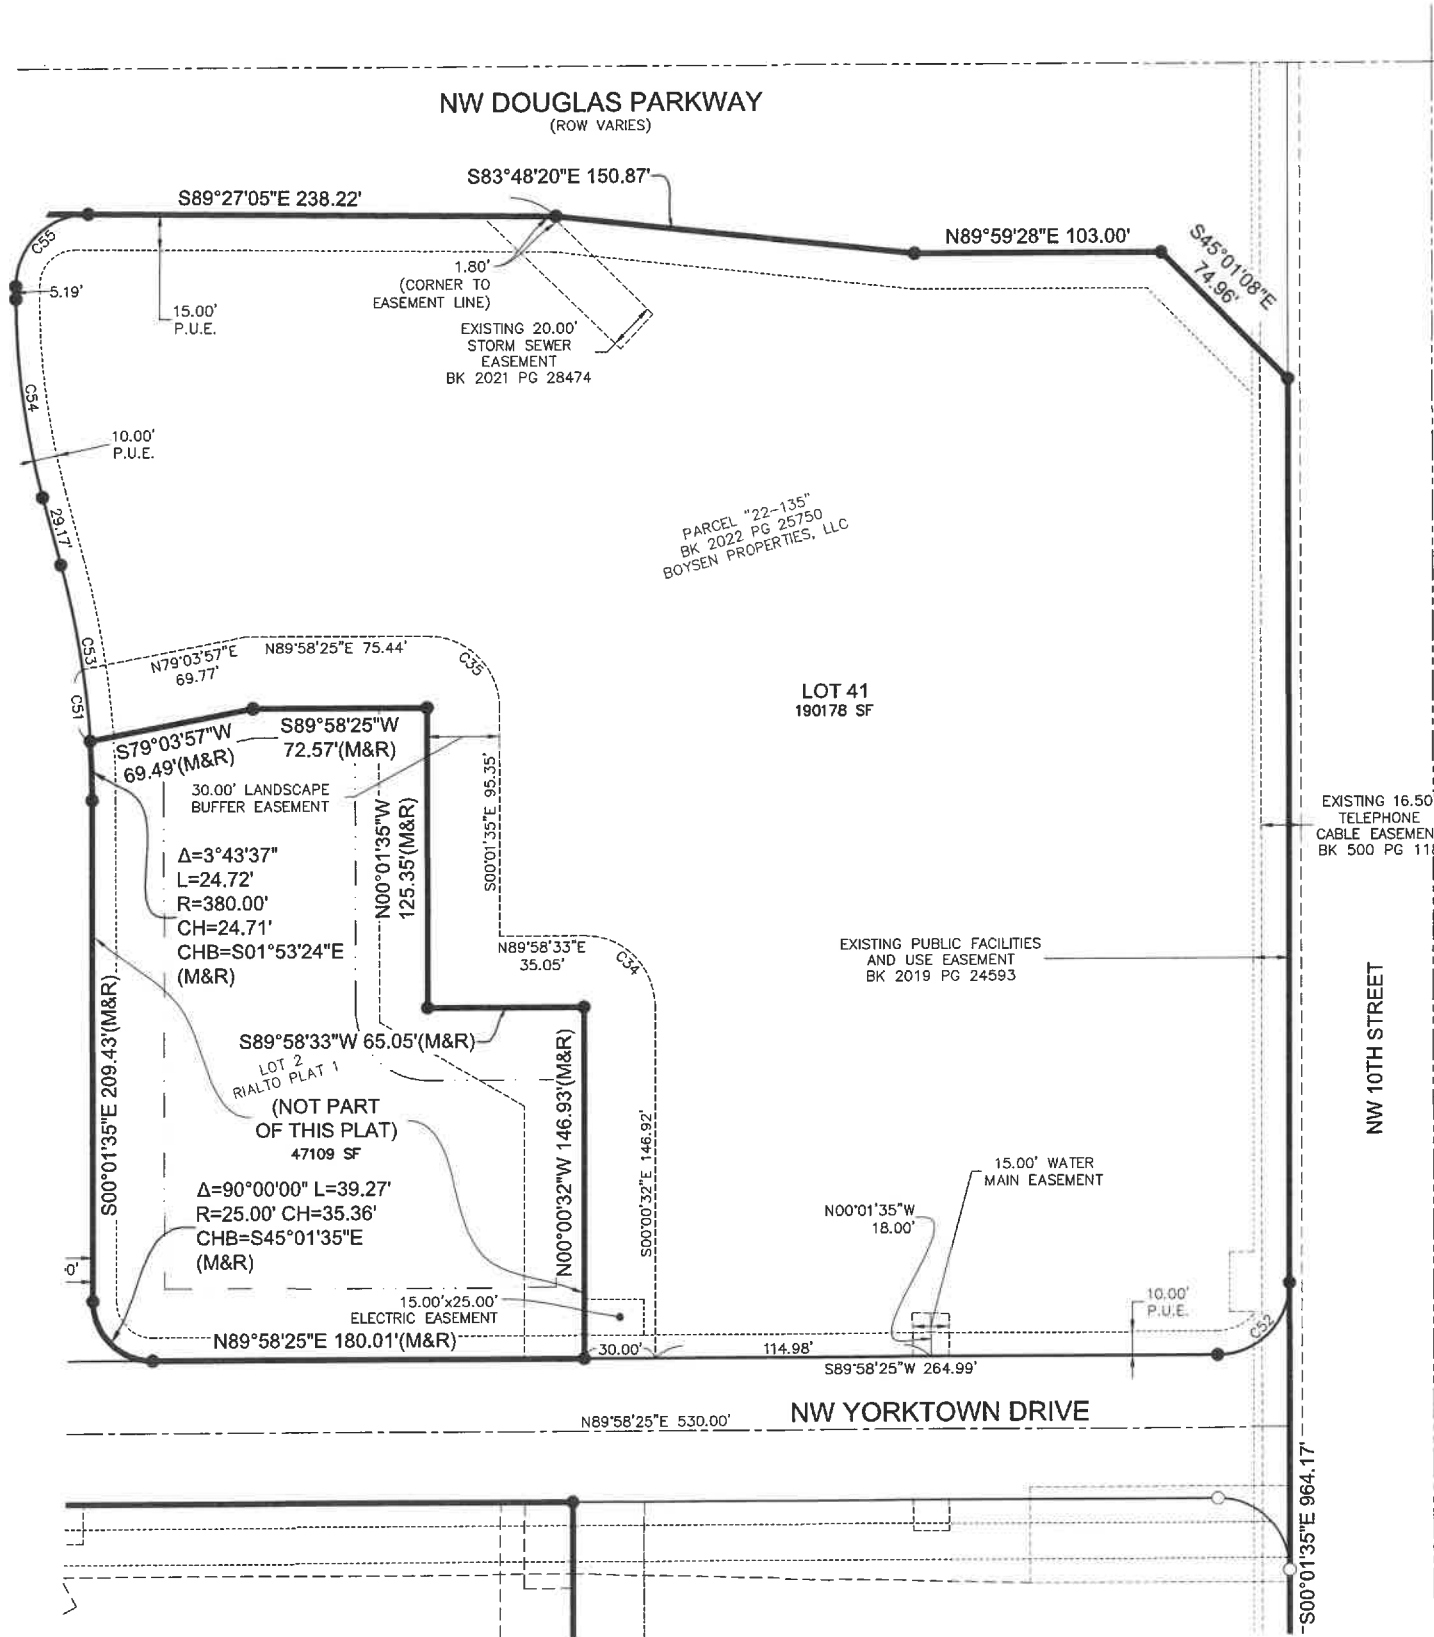 NW DOUGLAS PARKWAY
(ROW VARIES)
S83°48'20"E 150.87'
S89°27'05"E 238.22'
N89°59'28"E 103.00'
S45°01'08"E
74.96'
C55
5.19'
15.00'
P.U.E.
1.80'
(CORNER TO
EASEMENT LINE)
EXISTING 20.00'
STORM SEWER
EASEMENT
BK 2021 PG 28474
C54
10.00'
P.U.E.
29.17'
PARCEL "22-135"
BK 2022 PG 25750
BOYSEN PROPERTIES, LLC
C53
N79°03'57"E
69.77'
N89°58'25"E 75.44'
C35
C51
LOT 41
190178 SF
S79°03'57"W
69.49'(M&R)
S89°58'25"W
72.57'(M&R)
30.00' LANDSCAPE
BUFFER EASEMENT
N00°01'35"W
125.35'(M&R)
S00°01'35"E 95.35'
EXISTING 16.50
TELEPHONE
CABLE EASEMEN
BK 500 PG 11
Δ=3°43'37"
L=24.72'
R=380.00'
CH=24.71'
CHB=S01°53'24"E
(M&R)
N89°58'33"E
35.05'
C34
EXISTING PUBLIC FACILITIES
AND USE EASEMENT
BK 2019 PG 24593
NW 10TH STREET
S00°01'35"E 209.43'(M&R)
S89°58'33"W 65.05'(M&R)
LOT 2
RIALTO PLAT 1
(NOT PART
OF THIS PLAT)
47109 SF
N00°00'32"W 146.93'(M&R)
S00°00'32"E 146.92'
15.00' WATER
MAIN EASEMENT
N00°01'35"W
18.00'
Δ=90°00'00" L=39.27'
R=25.00' CH=35.36'
CHB=S45°01'35"E
(M&R)
0'
15.00'x25.00'
ELECTRIC EASEMENT
10.00'
P.U.E.
C52
N89°58'25"E 180.01'(M&R)
30.00'
114.98'
S89°58'25"W 264.99'
NW YORKTOWN DRIVE
N89°58'25"E 530.00'
S00°01'35"E 964.17'